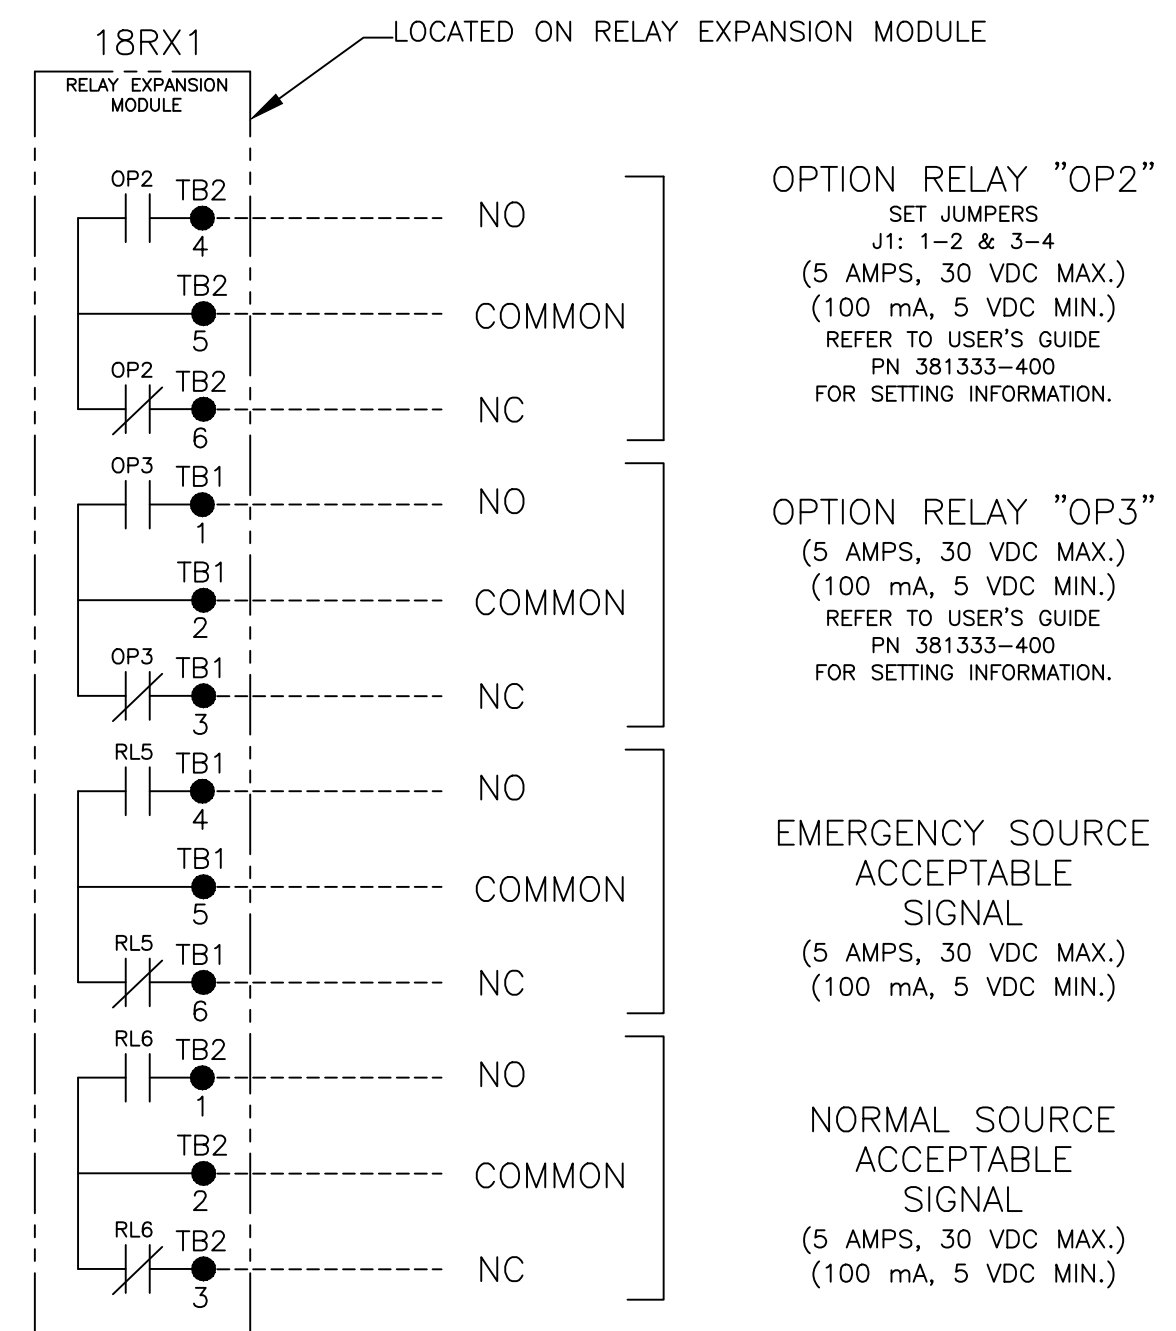 18RX1
LOCATED ON RELAY EXPANSION MODULE
RELAY EXPANSION
MODULE
OP2
TB2
4
NO
TB2
5
COMMON
OP2
TB2
6
NC
OPTION RELAY "OP2"
SET JUMPERS
J1: 1-2 & 3-4
(5 AMPS, 30 VDC MAX.)
(100 mA, 5 VDC MIN.)
REFER TO USER'S GUIDE
PN 381333-400
FOR SETTING INFORMATION.
OP3
TB1
1
NO
TB1
2
COMMON
OP3
TB1
3
NC
OPTION RELAY "OP3"
(5 AMPS, 30 VDC MAX.)
(100 mA, 5 VDC MIN.)
REFER TO USER'S GUIDE
PN 381333-400
FOR SETTING INFORMATION.
RL5
TB1
4
NO
TB1
5
COMMON
RL5
TB1
6
NC
EMERGENCY SOURCE
ACCEPTABLE
SIGNAL
(5 AMPS, 30 VDC MAX.)
(100 mA, 5 VDC MIN.)
RL6
TB2
1
NO
TB2
2
COMMON
RL6
TB2
3
NC
NORMAL SOURCE
ACCEPTABLE
SIGNAL
(5 AMPS, 30 VDC MAX.)
(100 mA, 5 VDC MIN.)